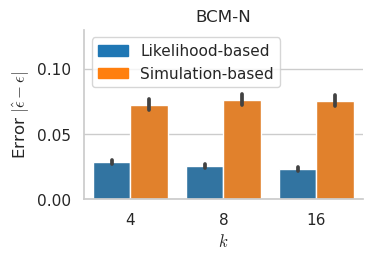 BCM-N
Likelihood-based
Simulation-based
Error |ϵ̂ − ϵ|
0.10
0.05
0.00
4 8 16
k